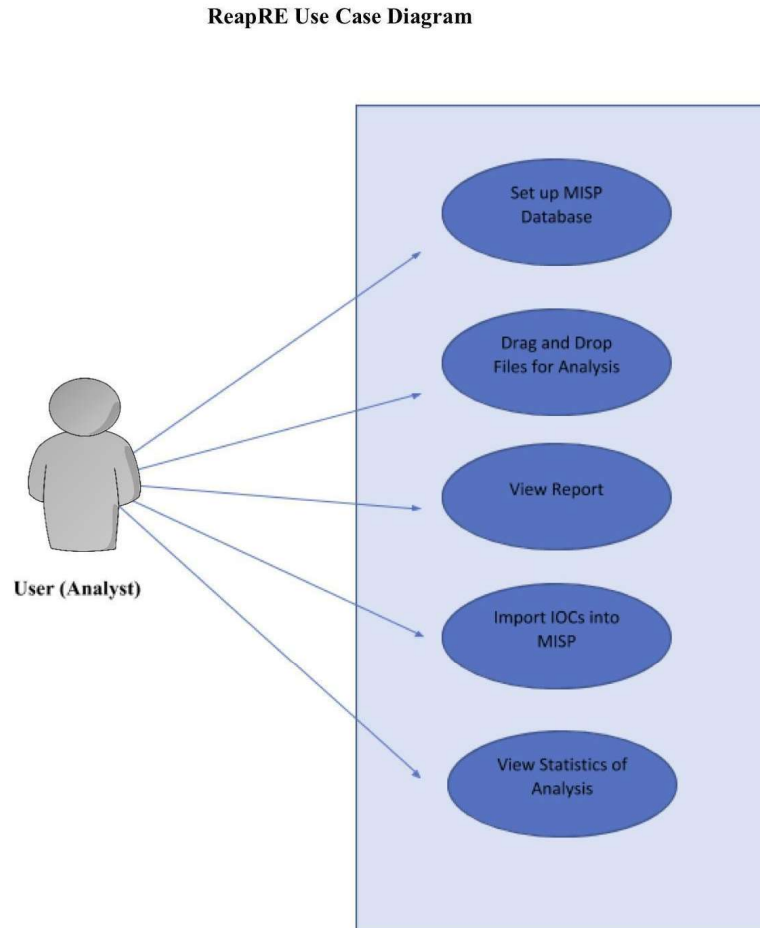 ReapRE Use Case Diagram
Set up MISP
Database
Drag and Drop
Files for Analysis
View Report
User (Analyst)
Import IOCs into
MISP
View Statistics of
Analysis